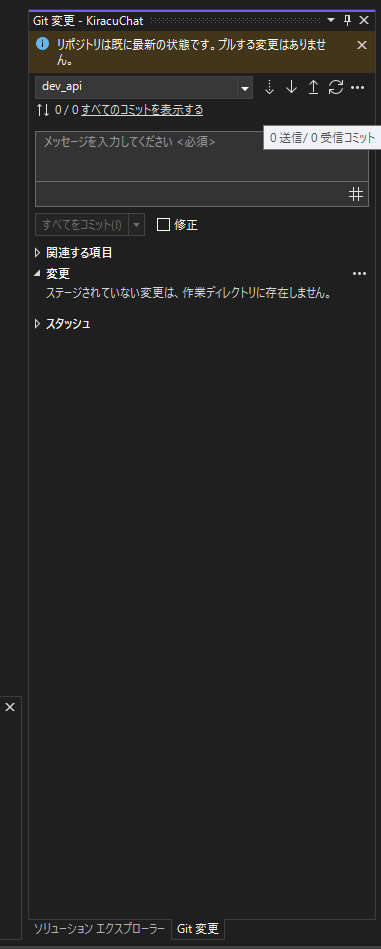 Git 変更 - KiracuChat
リポジトリは既に最新の状態です。プルする変更はありませ
ん。
dev_api
0 / 0 すべてのコミットを表示する
0 送信/ 0 受信コミット
メッセージを入力してください <必須>
すべてをコミット(I)
修正
関連する項目
変更
ステージされていない変更は、作業ディレクトリに存在しません。
スタッシュ
ソリューション エクスプローラー
Git 変更